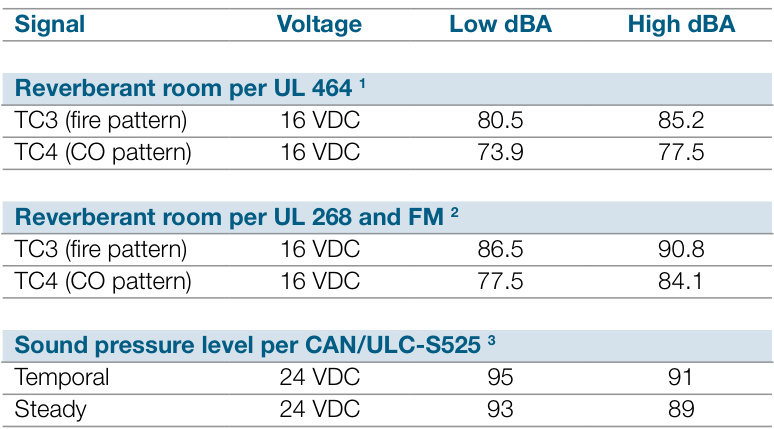 Signal Voltage Low dBA High dBA
Reverberant room per UL 464 ¹
TC3 (fire pattern) 16 VDC 80.5 85.2
TC4 (CO pattern) 16 VDC 73.9 77.5
Reverberant room per UL 268 and FM ²
TC3 (fire pattern) 16 VDC 86.5 90.8
TC4 (CO pattern) 16 VDC 77.5 84.1
Sound pressure level per CAN/ULC-S525 ³
Temporal 24 VDC 95 91
Steady 24 VDC 93 89